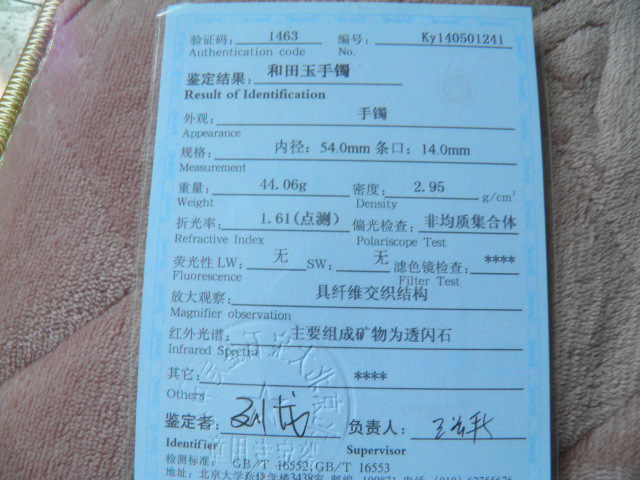 验证码: 1463 编号: Ky140501241
Authentication code No.
鉴定结果: 和田玉手镯
Result of Identification
外观: 手镯
Appearance
规格: 内径: 54.0mm 条口: 14.0mm
Measurement
重量: 44.06g 密度: 2.95 g/cm³
Weight Density
折光率: 1.61(点测) 偏光检查: 非均质集合体
Refractive Index Polariscope Test
荧光性 LW: 无 SW: 无 滤色镜检查: ****
Fluorescence Filter Test
放大观察: 具纤维交织结构
Magnifier observation
红外光谱: 主要组成矿物为透闪石
Infrared Spectra
其它: ****
Others
鉴定者: 负责人:
Identifier Supervisor
检测标准: GB/T 16552;GB/T 16553
地址: 北京大学